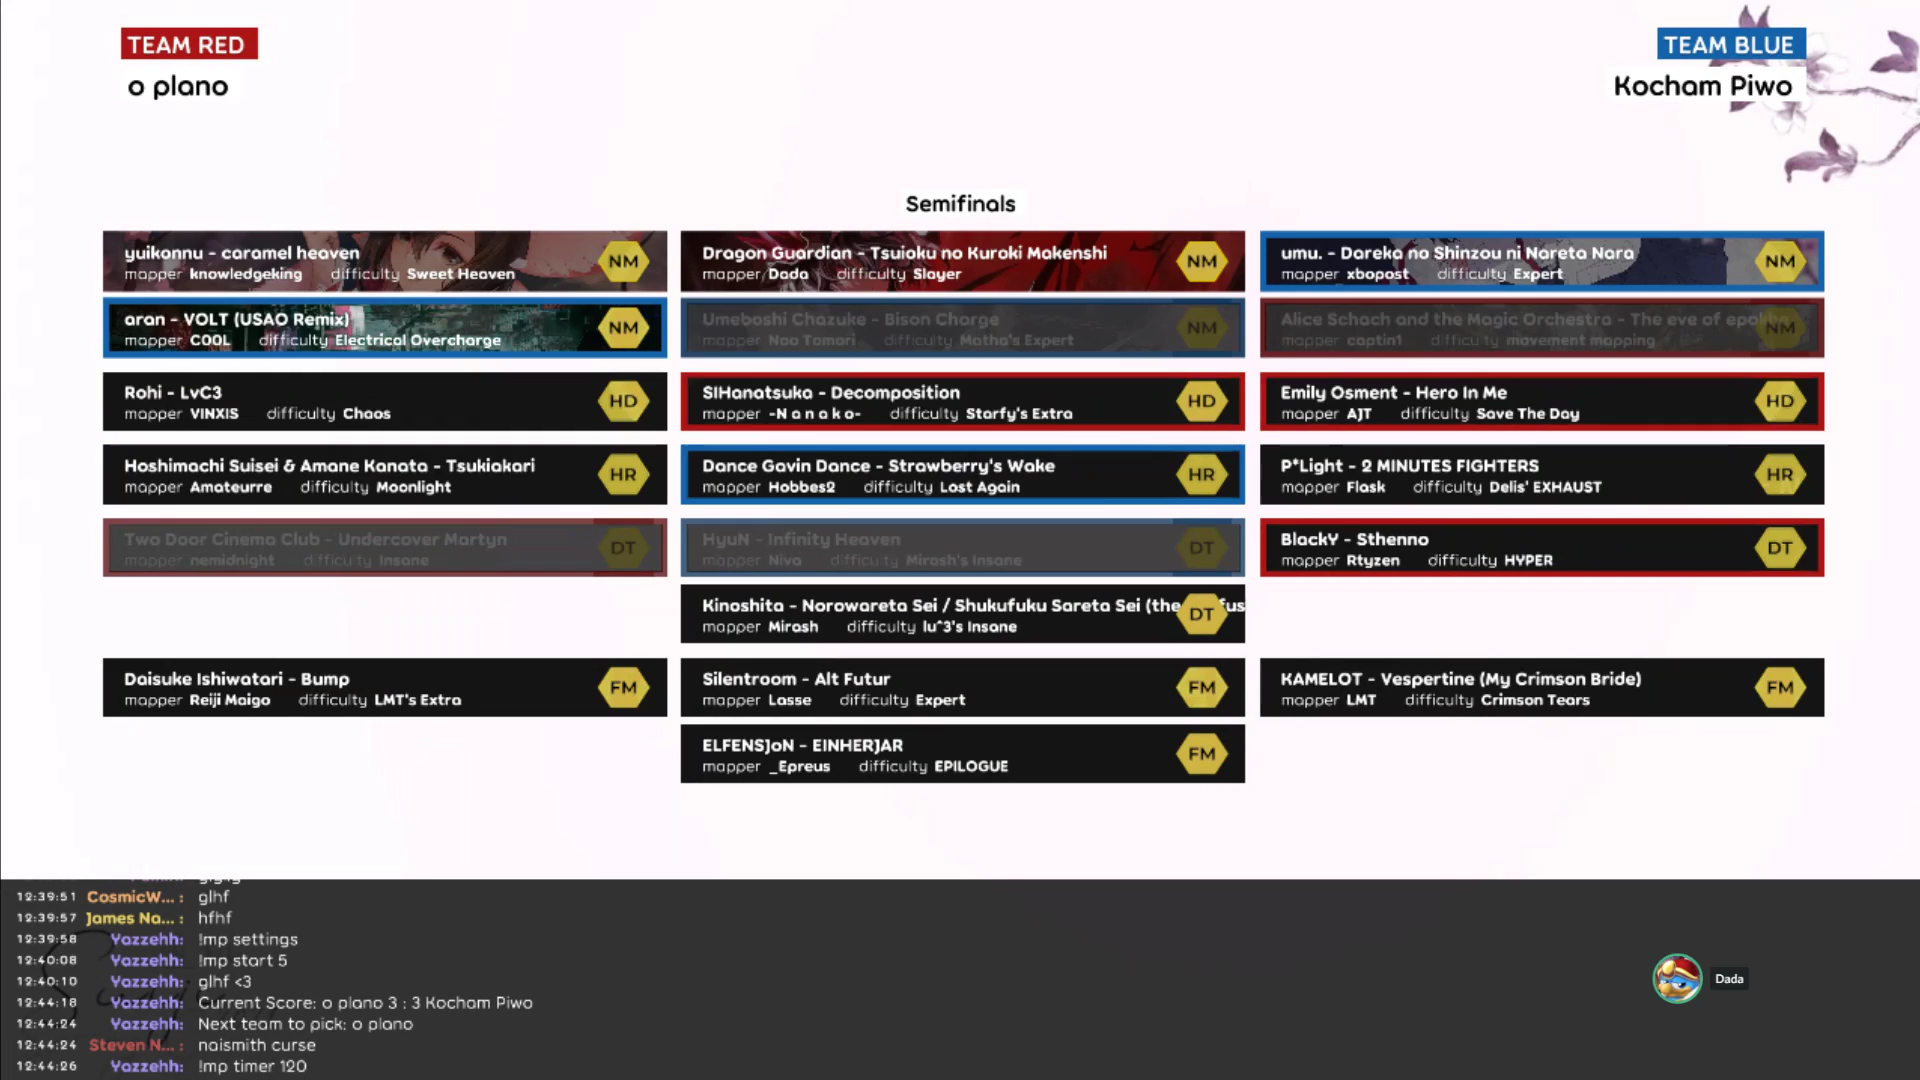 TEAM RED
o plano
TEAM BLUE
Kocham Piwo
Semifinals
yuikonnu - caramel heaven
mapper knowledgeking difficulty Sweet Heaven
NM
Dragon Guardian - Tsuioku no Kuroki Makenshi
mapper Dada difficulty Slayer
NM
umu. - Dareka no Shinzou ni Nareta Nara
mapper xbopost difficulty Expert
NM
aran - VOLT (USAO Remix)
mapper C00L difficulty Electrical Overcharge
NM
Umeboshi Chazuke - Bison Charge
mapper Nao Tomori difficulty Matha's Expert
NM
Alice Schach and the Magic Orchestra - The eve of
mapper captin1 difficulty movement mapping
NM
Rohi - LvC3
mapper VINXIS difficulty Chaos
HD
SIHanatsuka - Decomposition
mapper -N a n a k o- difficulty Starfy's Extra
HD
Emily Osment - Hero In Me
mapper AJT difficulty Save The Day
HD
Hoshimachi Suisei & Amane Kanata - Tsukiakari
mapper Amateurre difficulty Moonlight
HR
Dance Gavin Dance - Strawberry's Wake
mapper Hobbes2 difficulty Lost Again
HR
P*Light - 2 MINUTES FIGHTERS
mapper Flask difficulty Delis' EXHAUST
HR
Two Door Cinema Club - Undercover Martyn
mapper nemidnight difficulty Insane
DT
HyuN - Infinity Heaven
mapper Niva difficulty Mirash's Insane
DT
BlackY - Sthenno
mapper Rtyzen difficulty HYPER
DT
Kinoshita - Norowareta Sei / Shukufuku Sareta Sei (the
mapper Mirash difficulty lu^3's Insane
DT
Daisuke Ishiwatari - Bump
mapper Reiji Maigo difficulty LMT's Extra
FM
Silentroom - Alt Futur
mapper Lasse difficulty Expert
FM
KAMELOT - Vespertine (My Crimson Bride)
mapper LMT difficulty Crimson Tears
FM
ELFENSJoN - EINHERJAR
mapper _Epreus difficulty EPILOGUE
FM
12:39:51 CosmicW... : glhf
12:39:57 James Na... : hfhf
12:39:58 Yazzehh: !mp settings
12:40:08 Yazzehh: !mp start 5
12:40:10 Yazzehh: glhf <3
12:44:18 Yazzehh: Current Score: o plano 3 : 3 Kocham Piwo
12:44:24 Yazzehh: Next team to pick: o plano
12:44:24 Steven N... : naismith curse
12:44:26 Yazzehh: !mp timer 120
Dada